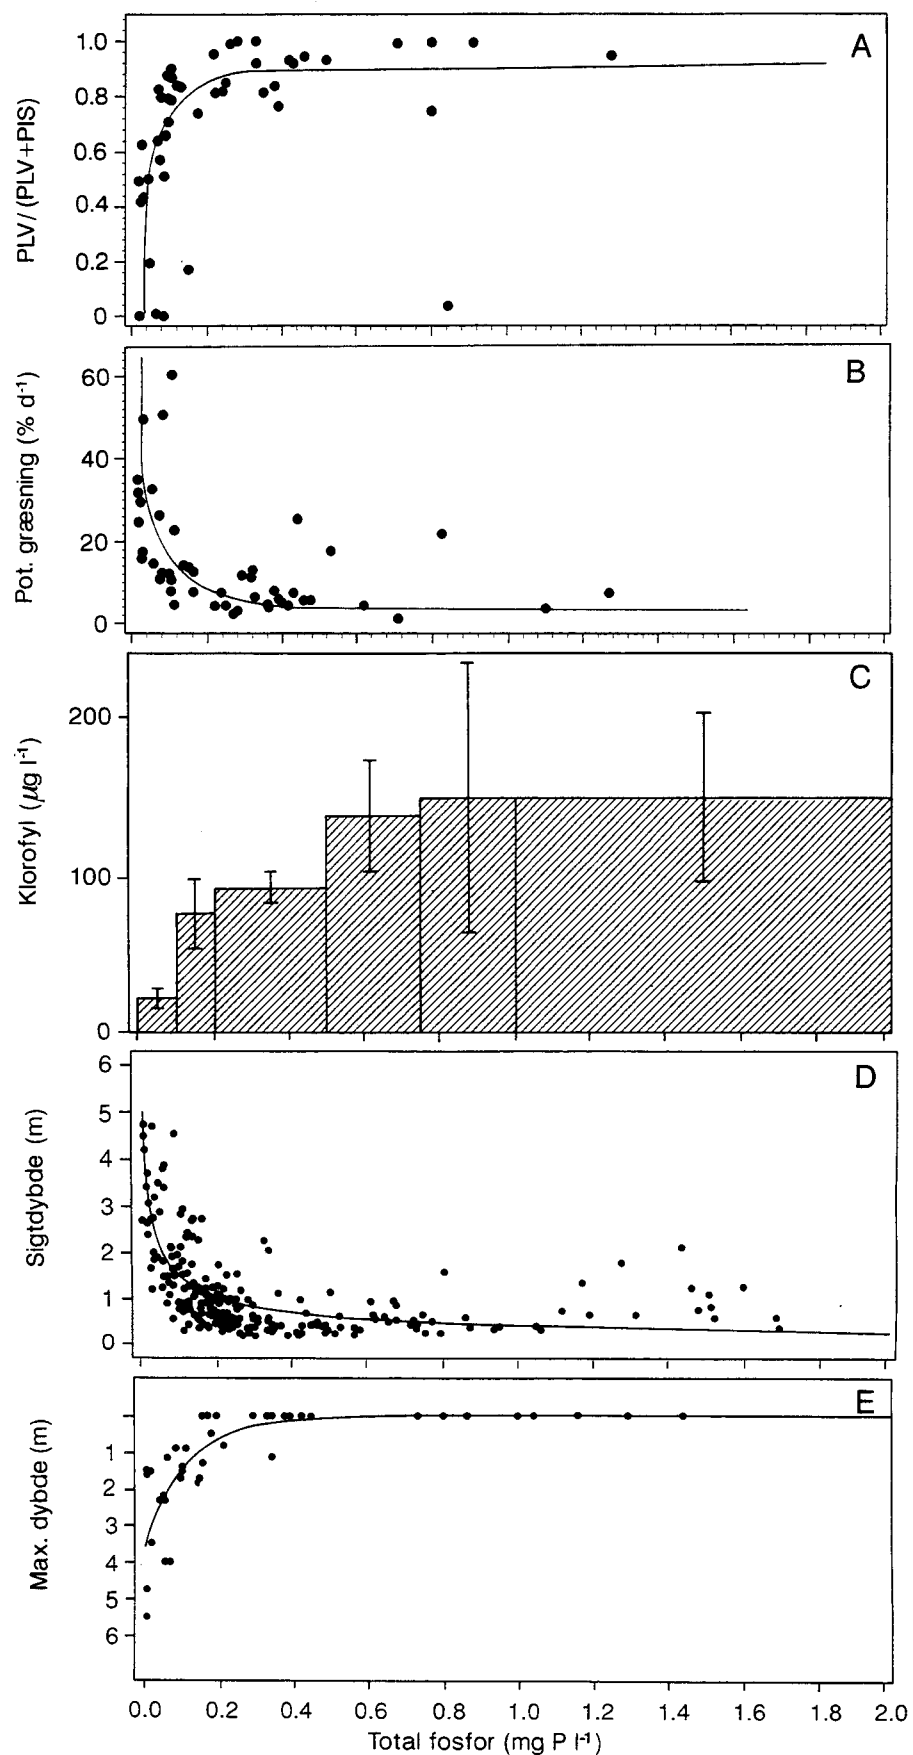 A
PLV/(PLV+PIS)
1.0
0.8
0.6
0.4
0.2
0
B
Pot. græsning (% d⁻¹)
60
40
20
0
C
Klorofyl (µg l⁻¹)
200
100
0
D
Sigtdybde (m)
6
5
4
3
2
1
0
E
Max. dybde (m)
1
2
3
4
5
6
0.0 0.2 0.4 0.6 0.8 1.0 1.2 1.4 1.6 1.8 2.0
Total fosfor (mg P l⁻¹)